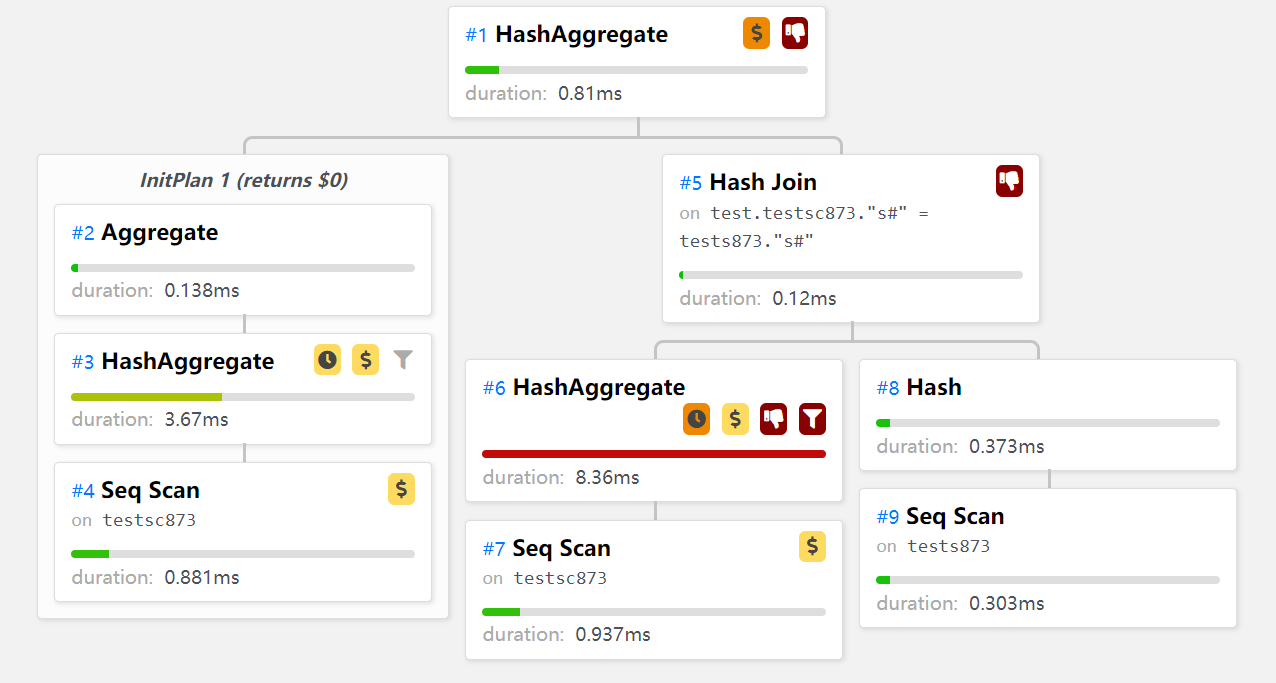 #1 HashAggregate $
duration: 0.81ms
InitPlan 1 (returns $0)
#2 Aggregate
duration: 0.138ms
#3 HashAggregate $
duration: 3.67ms
#4 Seq Scan $
on testsc873
duration: 0.881ms
#5 Hash Join
on test.testsc873."s#" =
tests873."s#"
duration: 0.12ms
#6 HashAggregate
$
duration: 8.36ms
#7 Seq Scan $
on testsc873
duration: 0.937ms
#8 Hash
duration: 0.373ms
#9 Seq Scan
on tests873
duration: 0.303ms